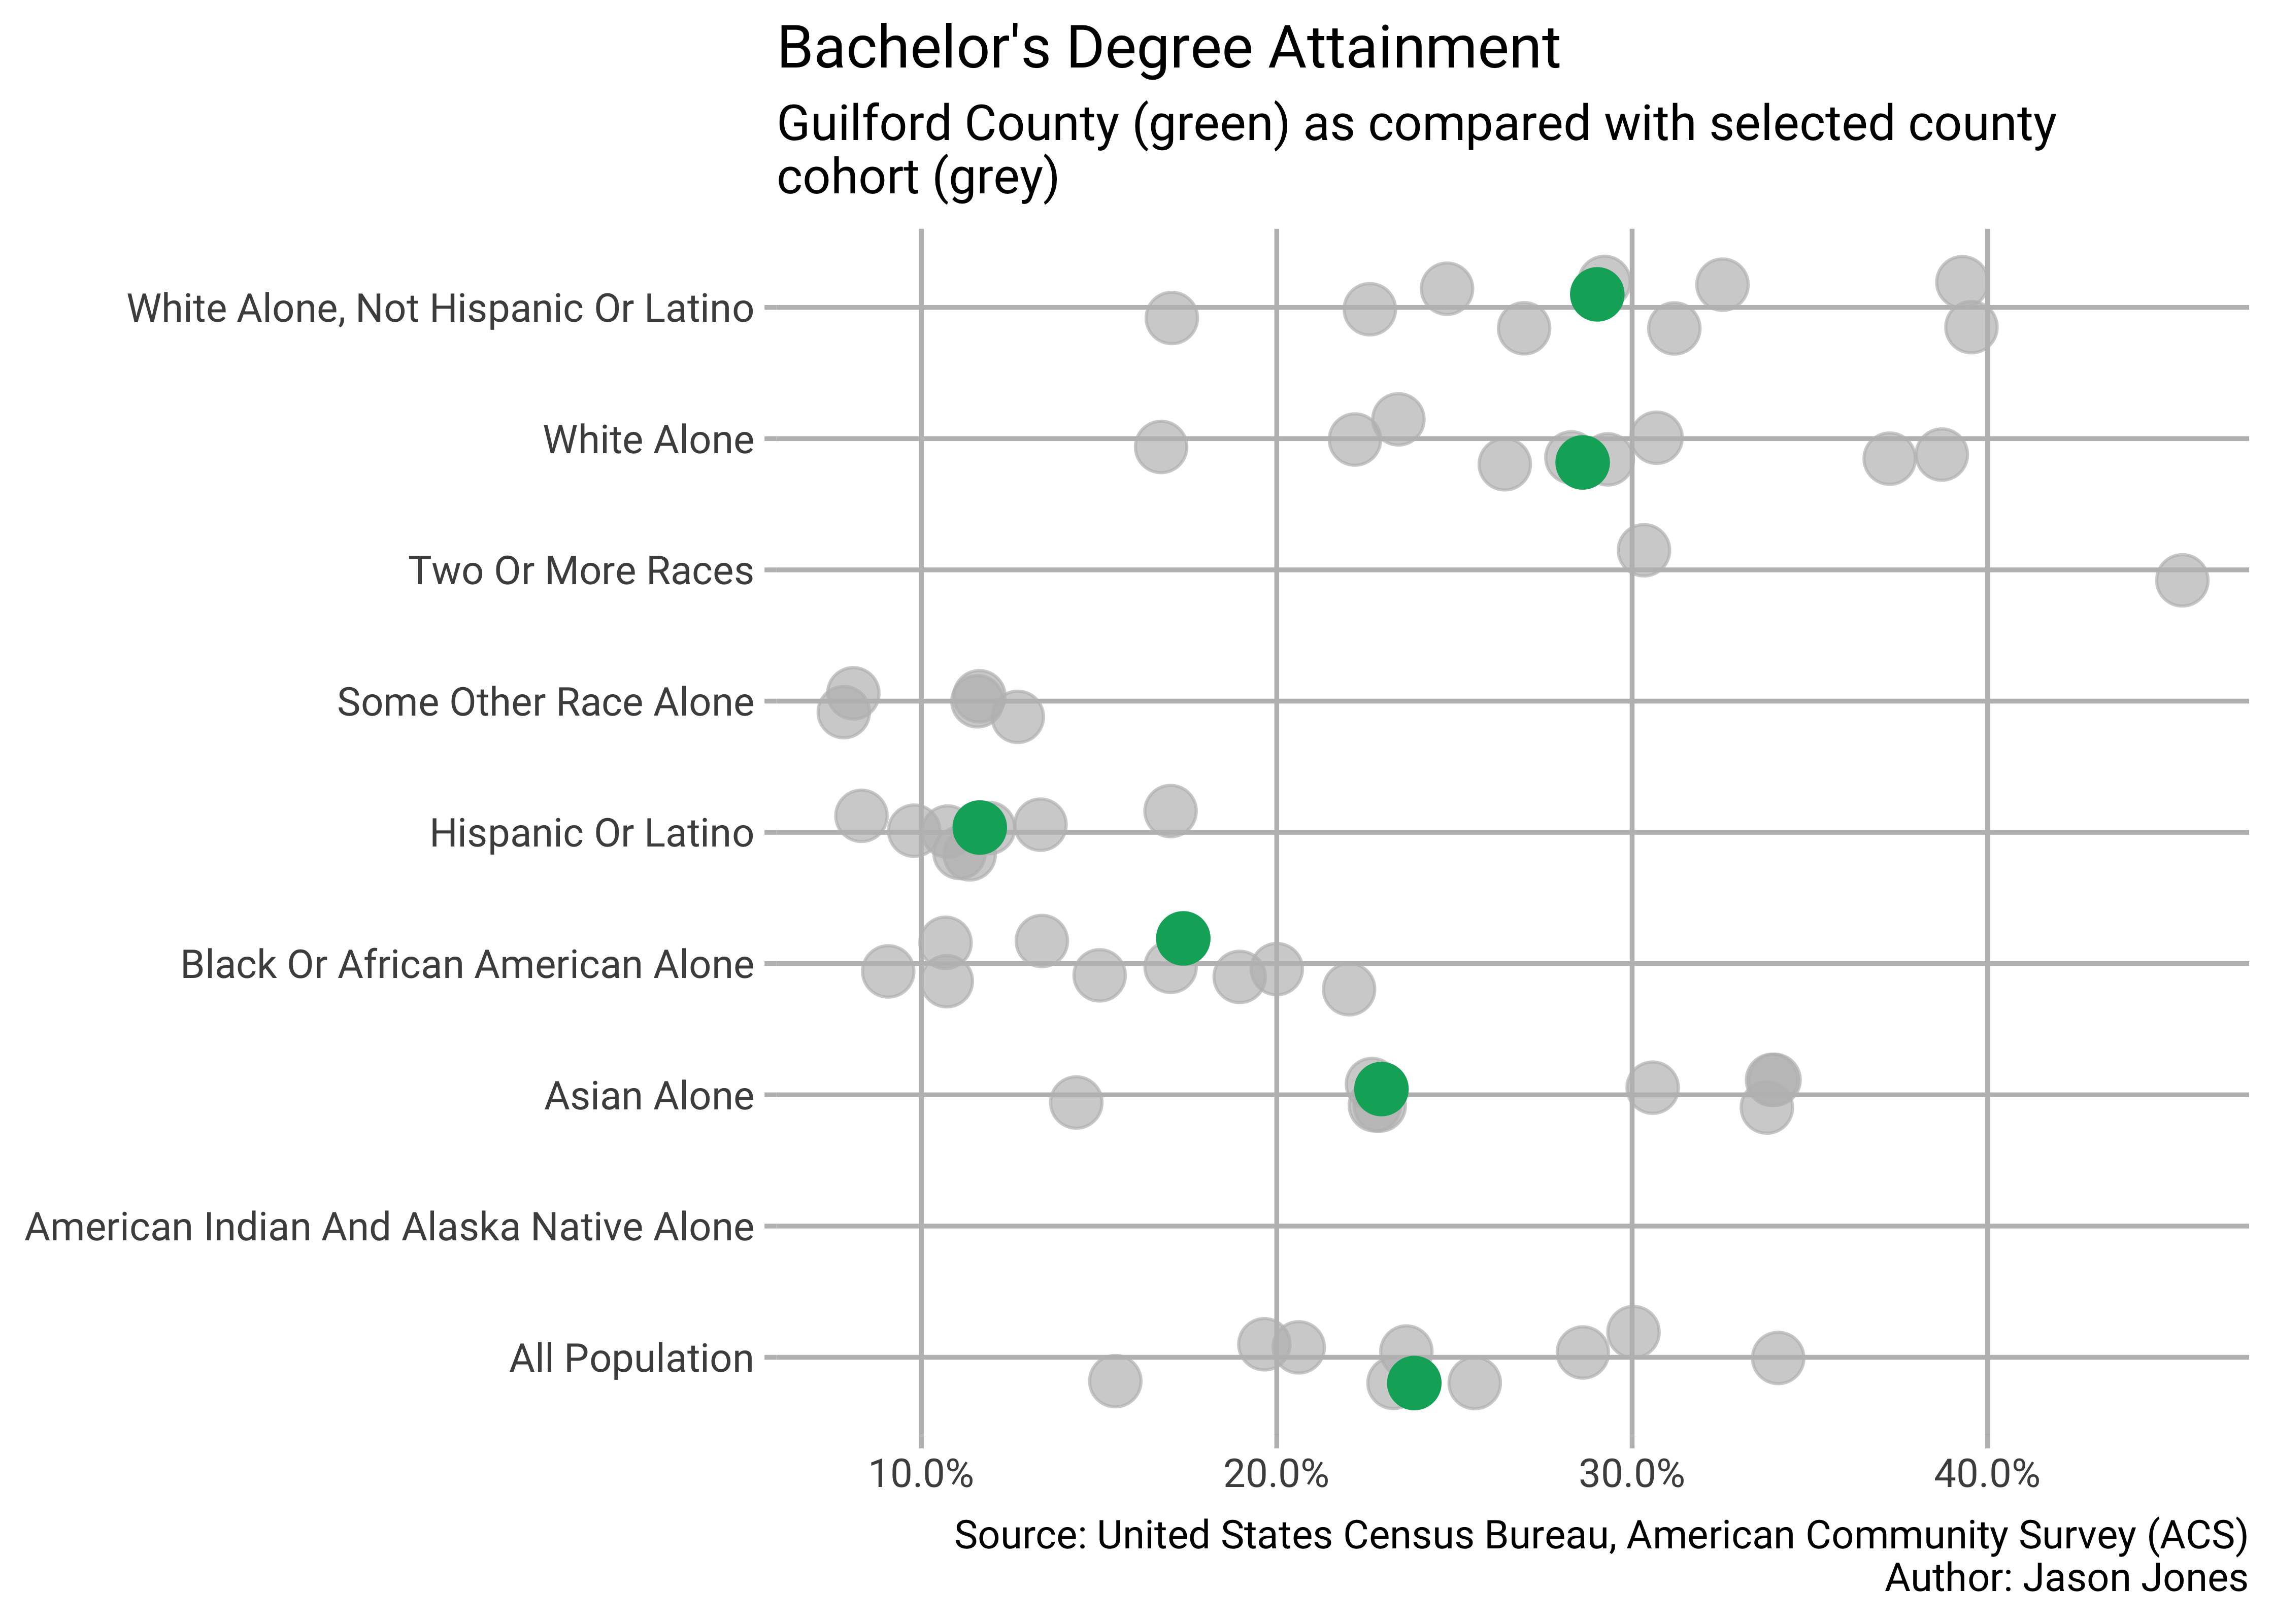 Bachelor's Degree Attainment
Guilford County (green) as compared with selected county
cohort (grey)
White Alone, Not Hispanic Or Latino
White Alone
Two Or More Races
Some Other Race Alone
Hispanic Or Latino
Black Or African American Alone
Asian Alone
American Indian And Alaska Native Alone
All Population
10.0% 20.0% 30.0% 40.0%
Source: United States Census Bureau, American Community Survey (ACS)
Author: Jason Jones